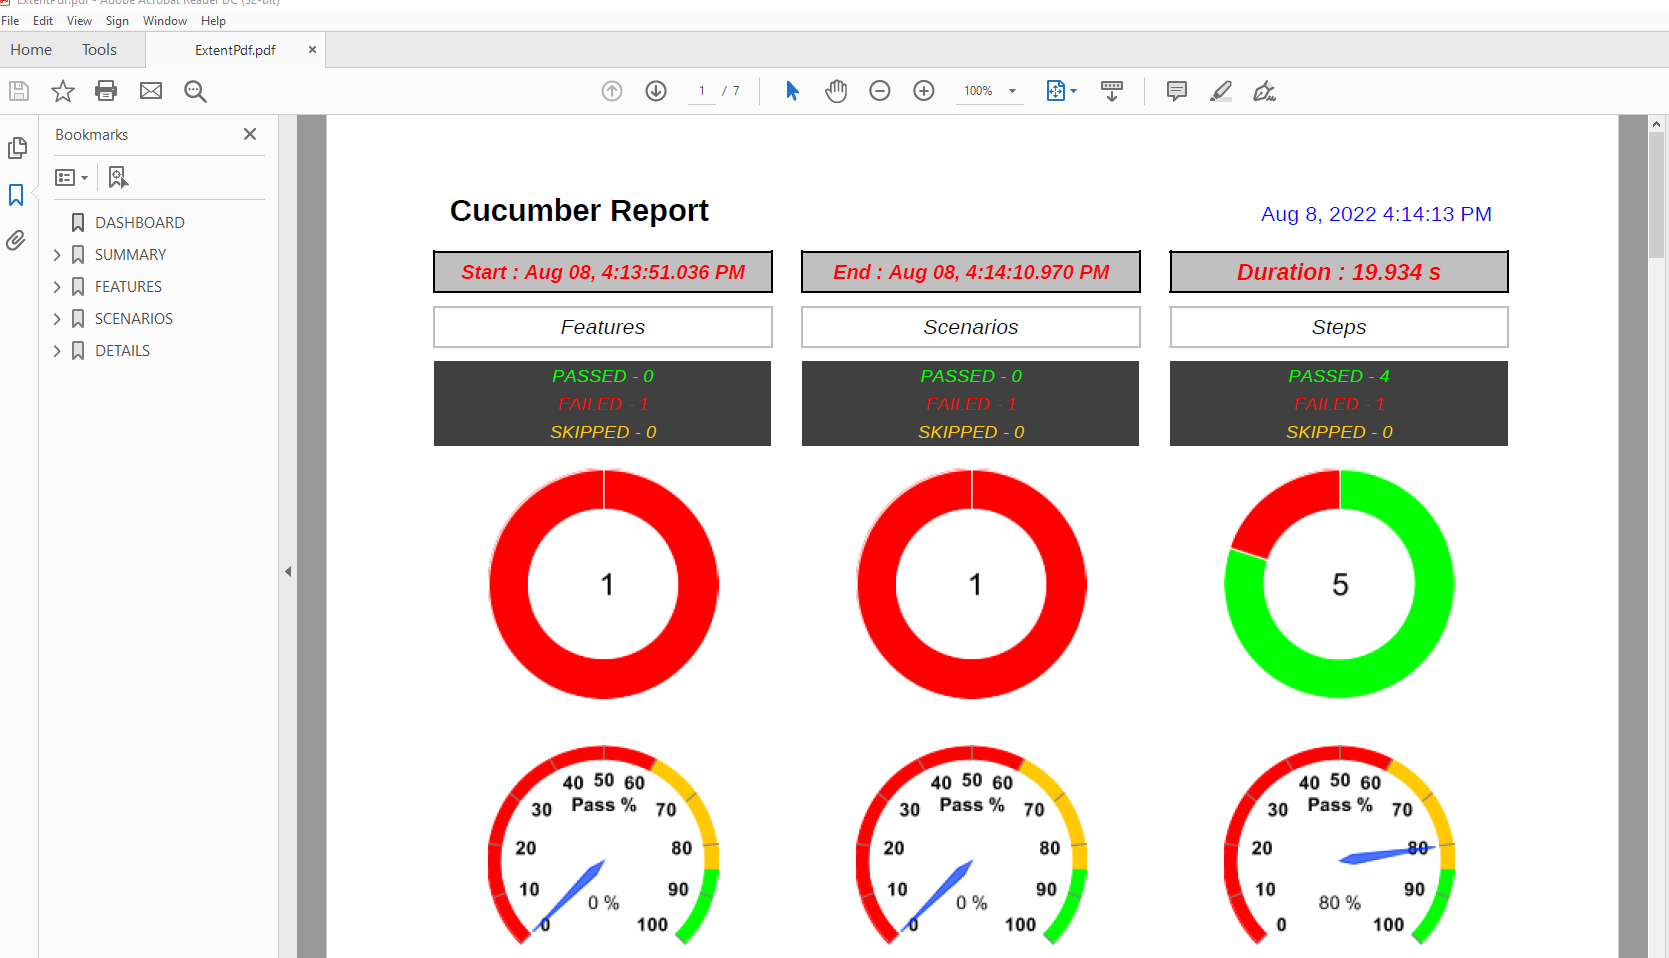 ExtentPdf.pdf - Adobe Acrobat Reader DC (32-bit)
File Edit View Sign Window Help
Home Tools ExtentPdf.pdf
1 / 7 100%
Bookmarks
DASHBOARD
SUMMARY
FEATURES
SCENARIOS
DETAILS
Cucumber Report Aug 8, 2022 4:14:13 PM
Start : Aug 08, 4:13:51.036 PM End : Aug 08, 4:14:10.970 PM Duration : 19.934 s
Features Scenarios Steps
PASSED - 0 PASSED - 0 PASSED - 4
FAILED - 1 FAILED - 1 FAILED - 1
SKIPPED - 0 SKIPPED - 0 SKIPPED - 0
1 1 5
40 50 60 40 50 60 40 50 60
30 Pass % 70 30 Pass % 70 30 Pass % 70
20 80 20 80 20 80
10 90 10 90 10 90
0 % 0 % 80 %
0 100 0 100 0 100